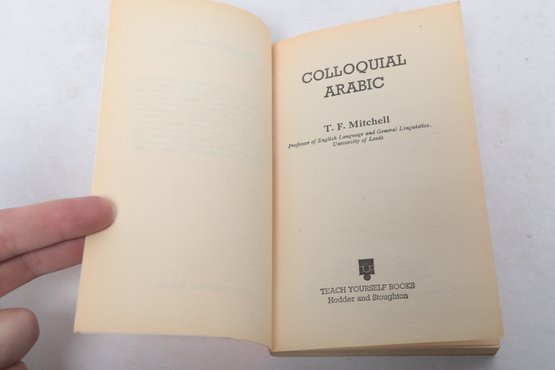 COLLOQUIAL
ARABIC
T. F. Mitchell
Professor of English Language and General Linguistics,
University of Leeds
TEACH YOURSELF BOOKS
Hodder and Stoughton